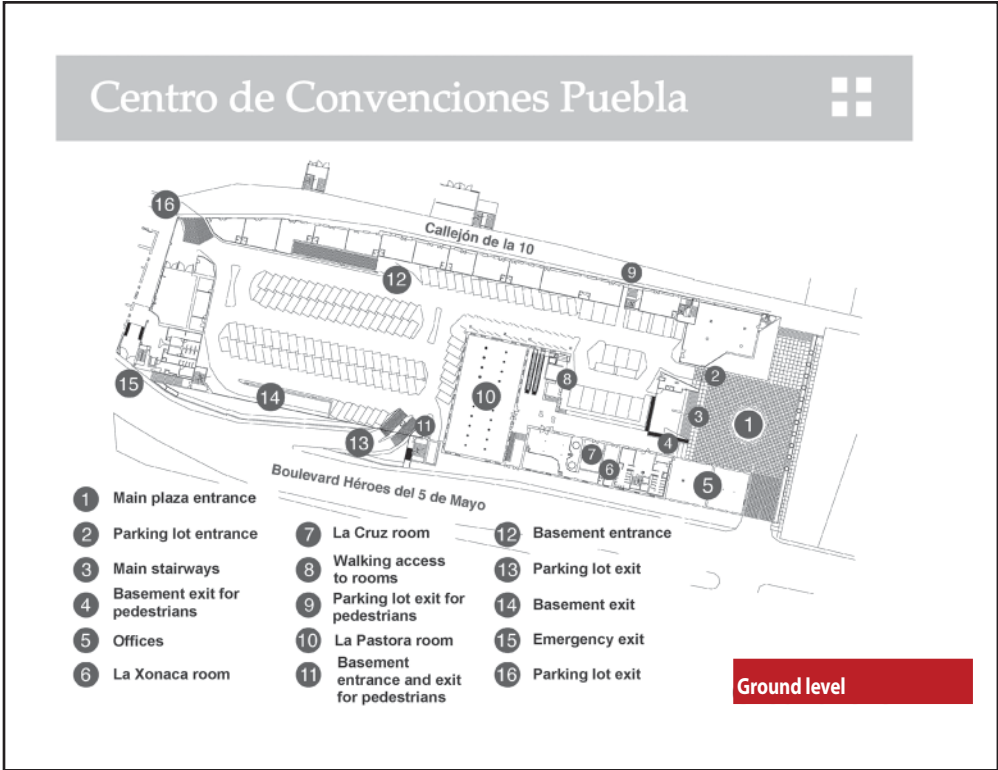 Centro de Convenciones Puebla
16
Callejón de la 10
9
12
2
8
15
14
11
10
3
1
13
4
7
6
5
Boulevard Héroes del 5 de Mayo
1 Main plaza entrance
2 Parking lot entrance
3 Main stairways
4 Basement exit for
pedestrians
5 Offices
6 La Xonaca room
7 La Cruz room
8 Walking access
to rooms
9 Parking lot exit for
pedestrians
10 La Pastora room
11 Basement
entrance and exit
for pedestrians
12 Basement entrance
13 Parking lot exit
14 Basement exit
15 Emergency exit
16 Parking lot exit
Ground level